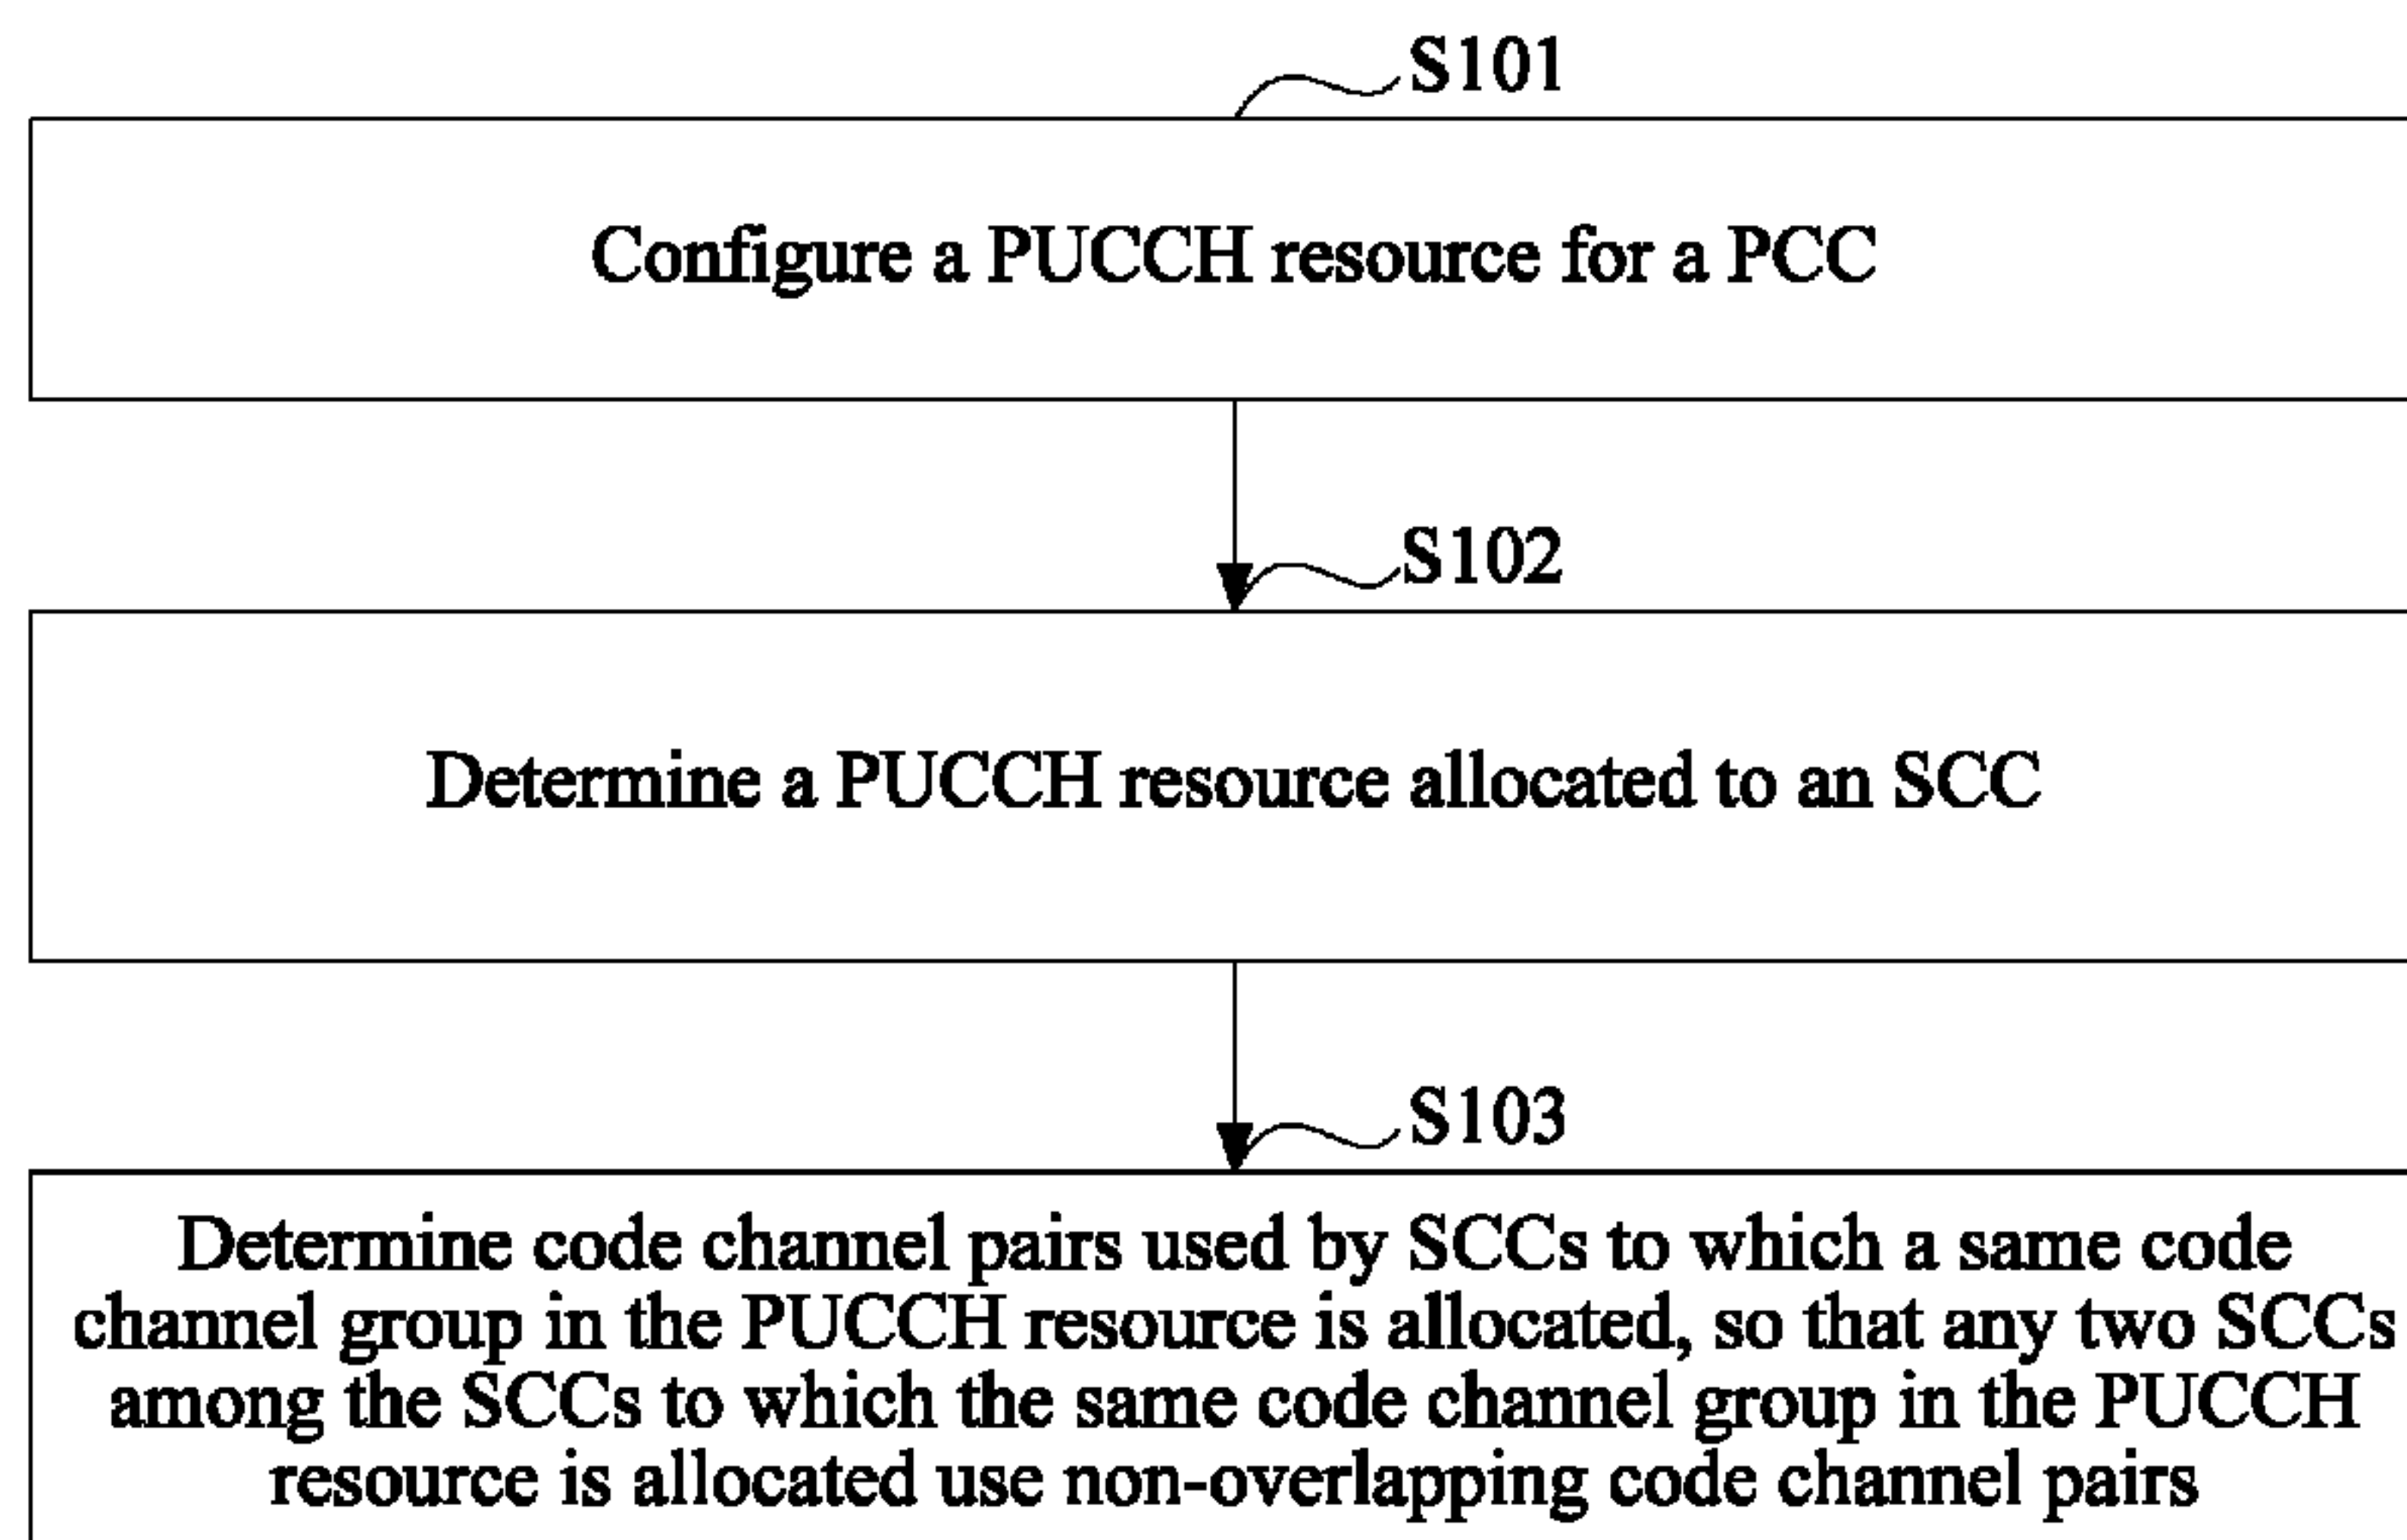 S101
Configure a PUCCH resource for a PCC
S102
Determine a PUCCH resource allocated to an SCC
S103
Determine code channel pairs used by SCCs to which a same code
channel group in the PUCCH resource is allocated, so that any two SCCs
among the SCCs to which the same code channel group in the PUCCH
resource is allocated use non-overlapping code channel pairs